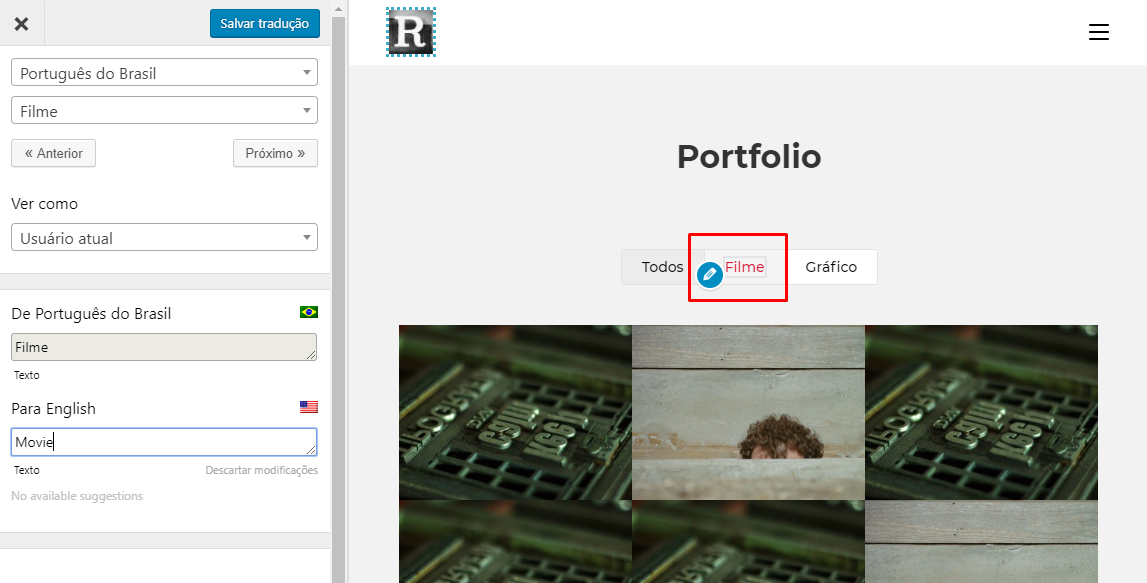 Salvar tradução
Português do Brasil
Filme
« Anterior
Próximo »
Ver como
Usuário atual
De Português do Brasil
Filme
Texto
Para English
Movie
Texto
Descartar modificações
No available suggestions
R
Portfolio
Todos
Filme
Gráfico